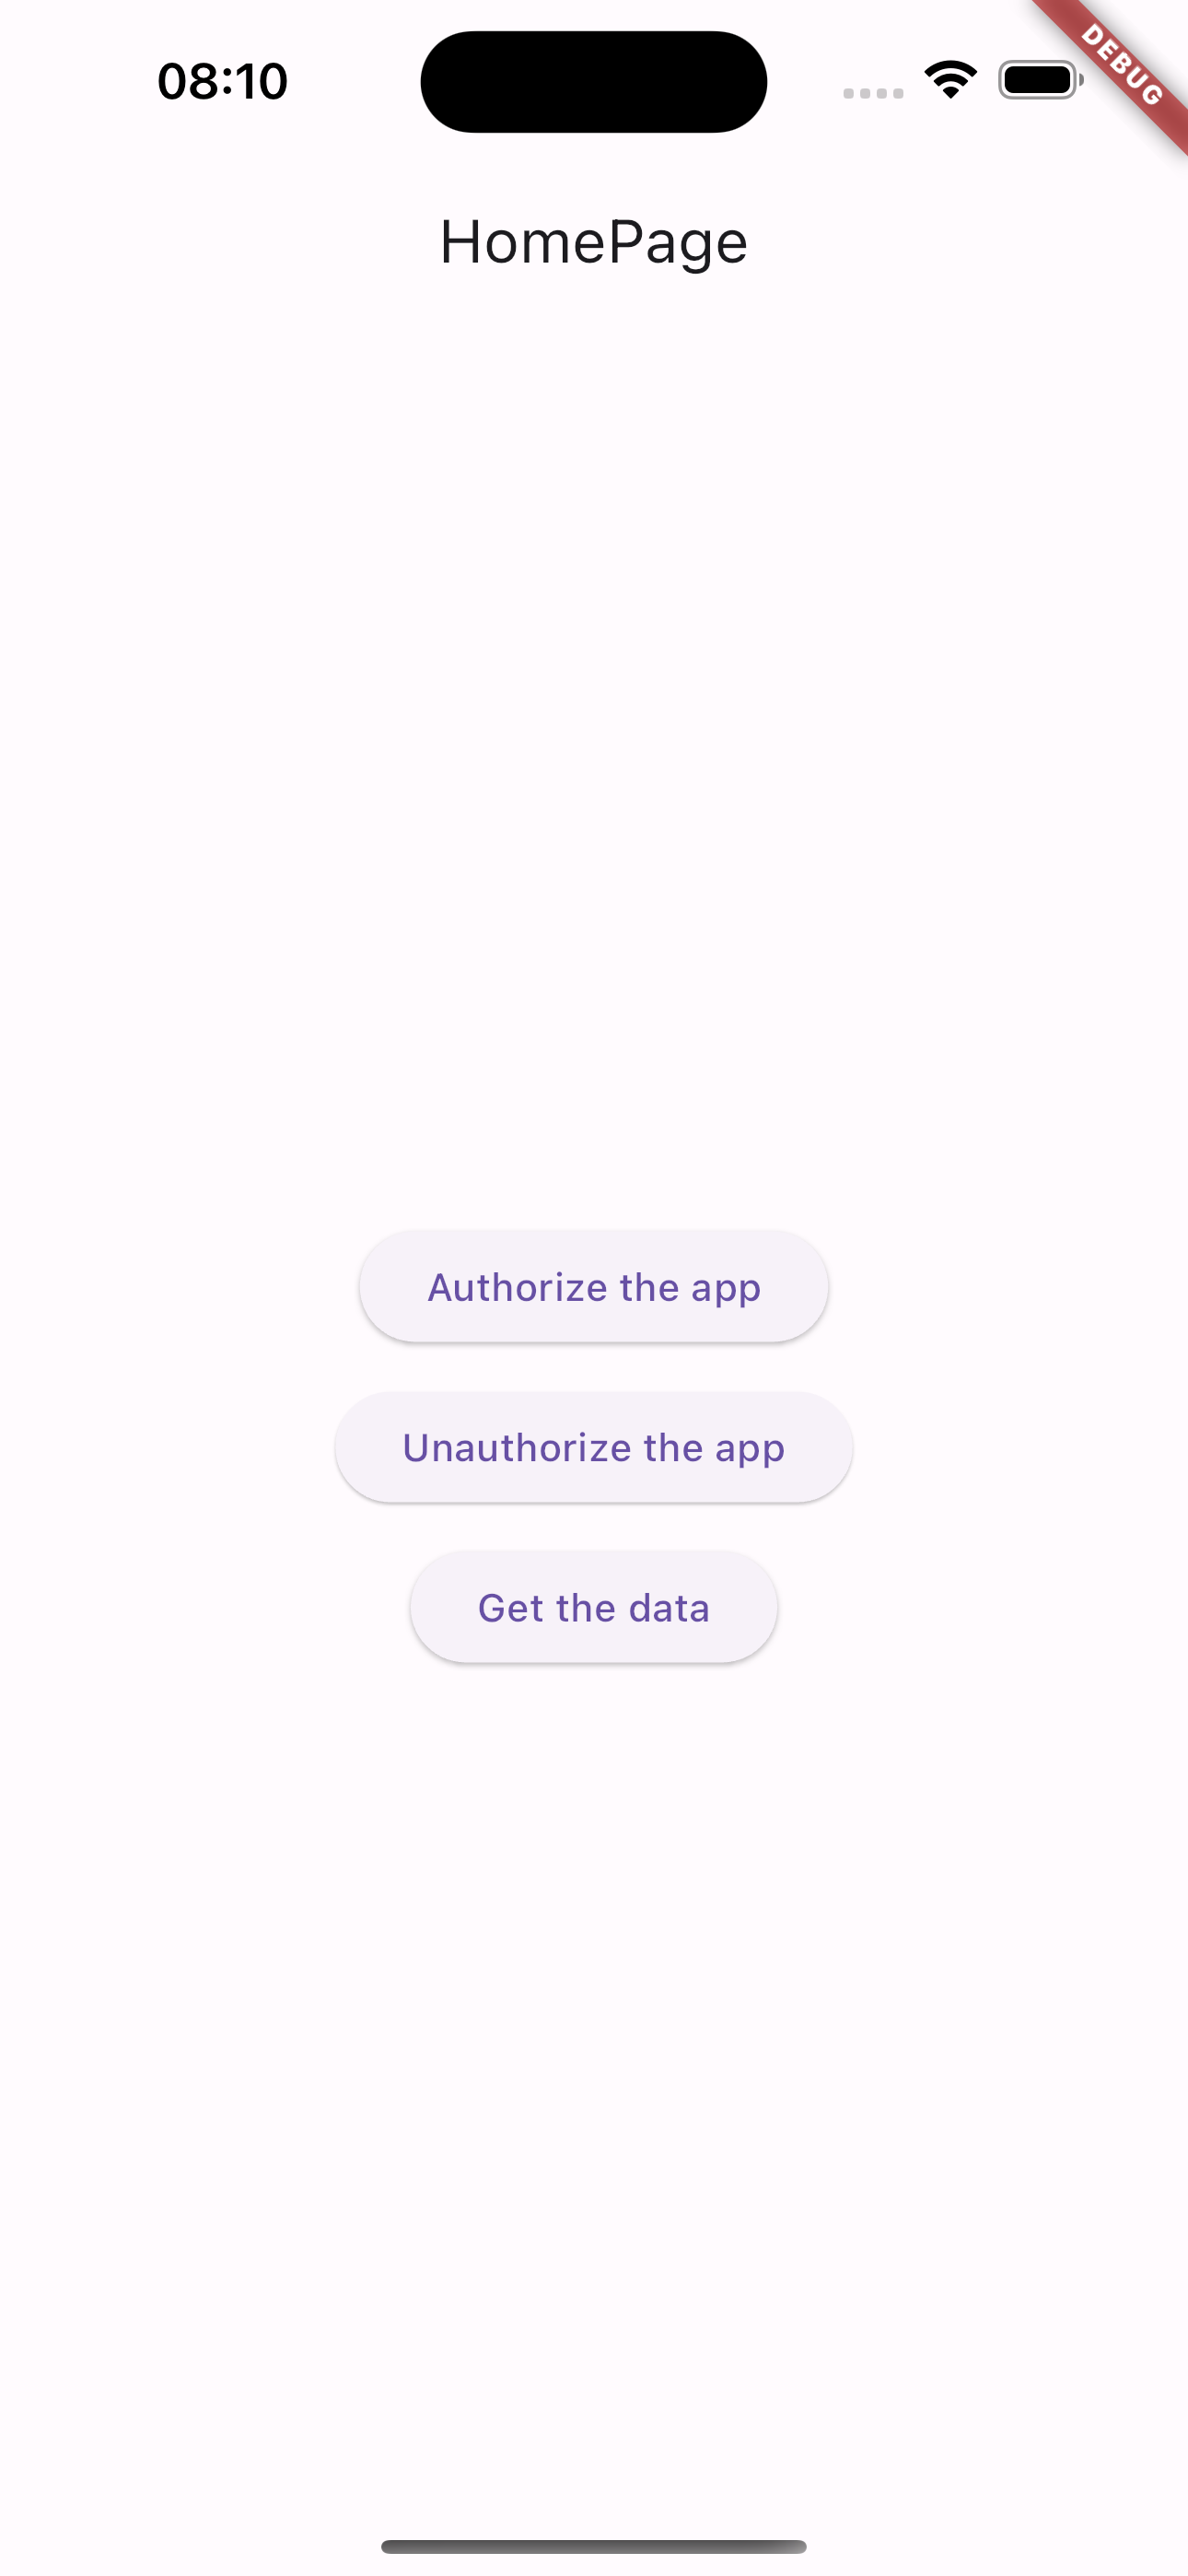 08:10
DEBUG
HomePage
Authorize the app
Unauthorize the app
Get the data